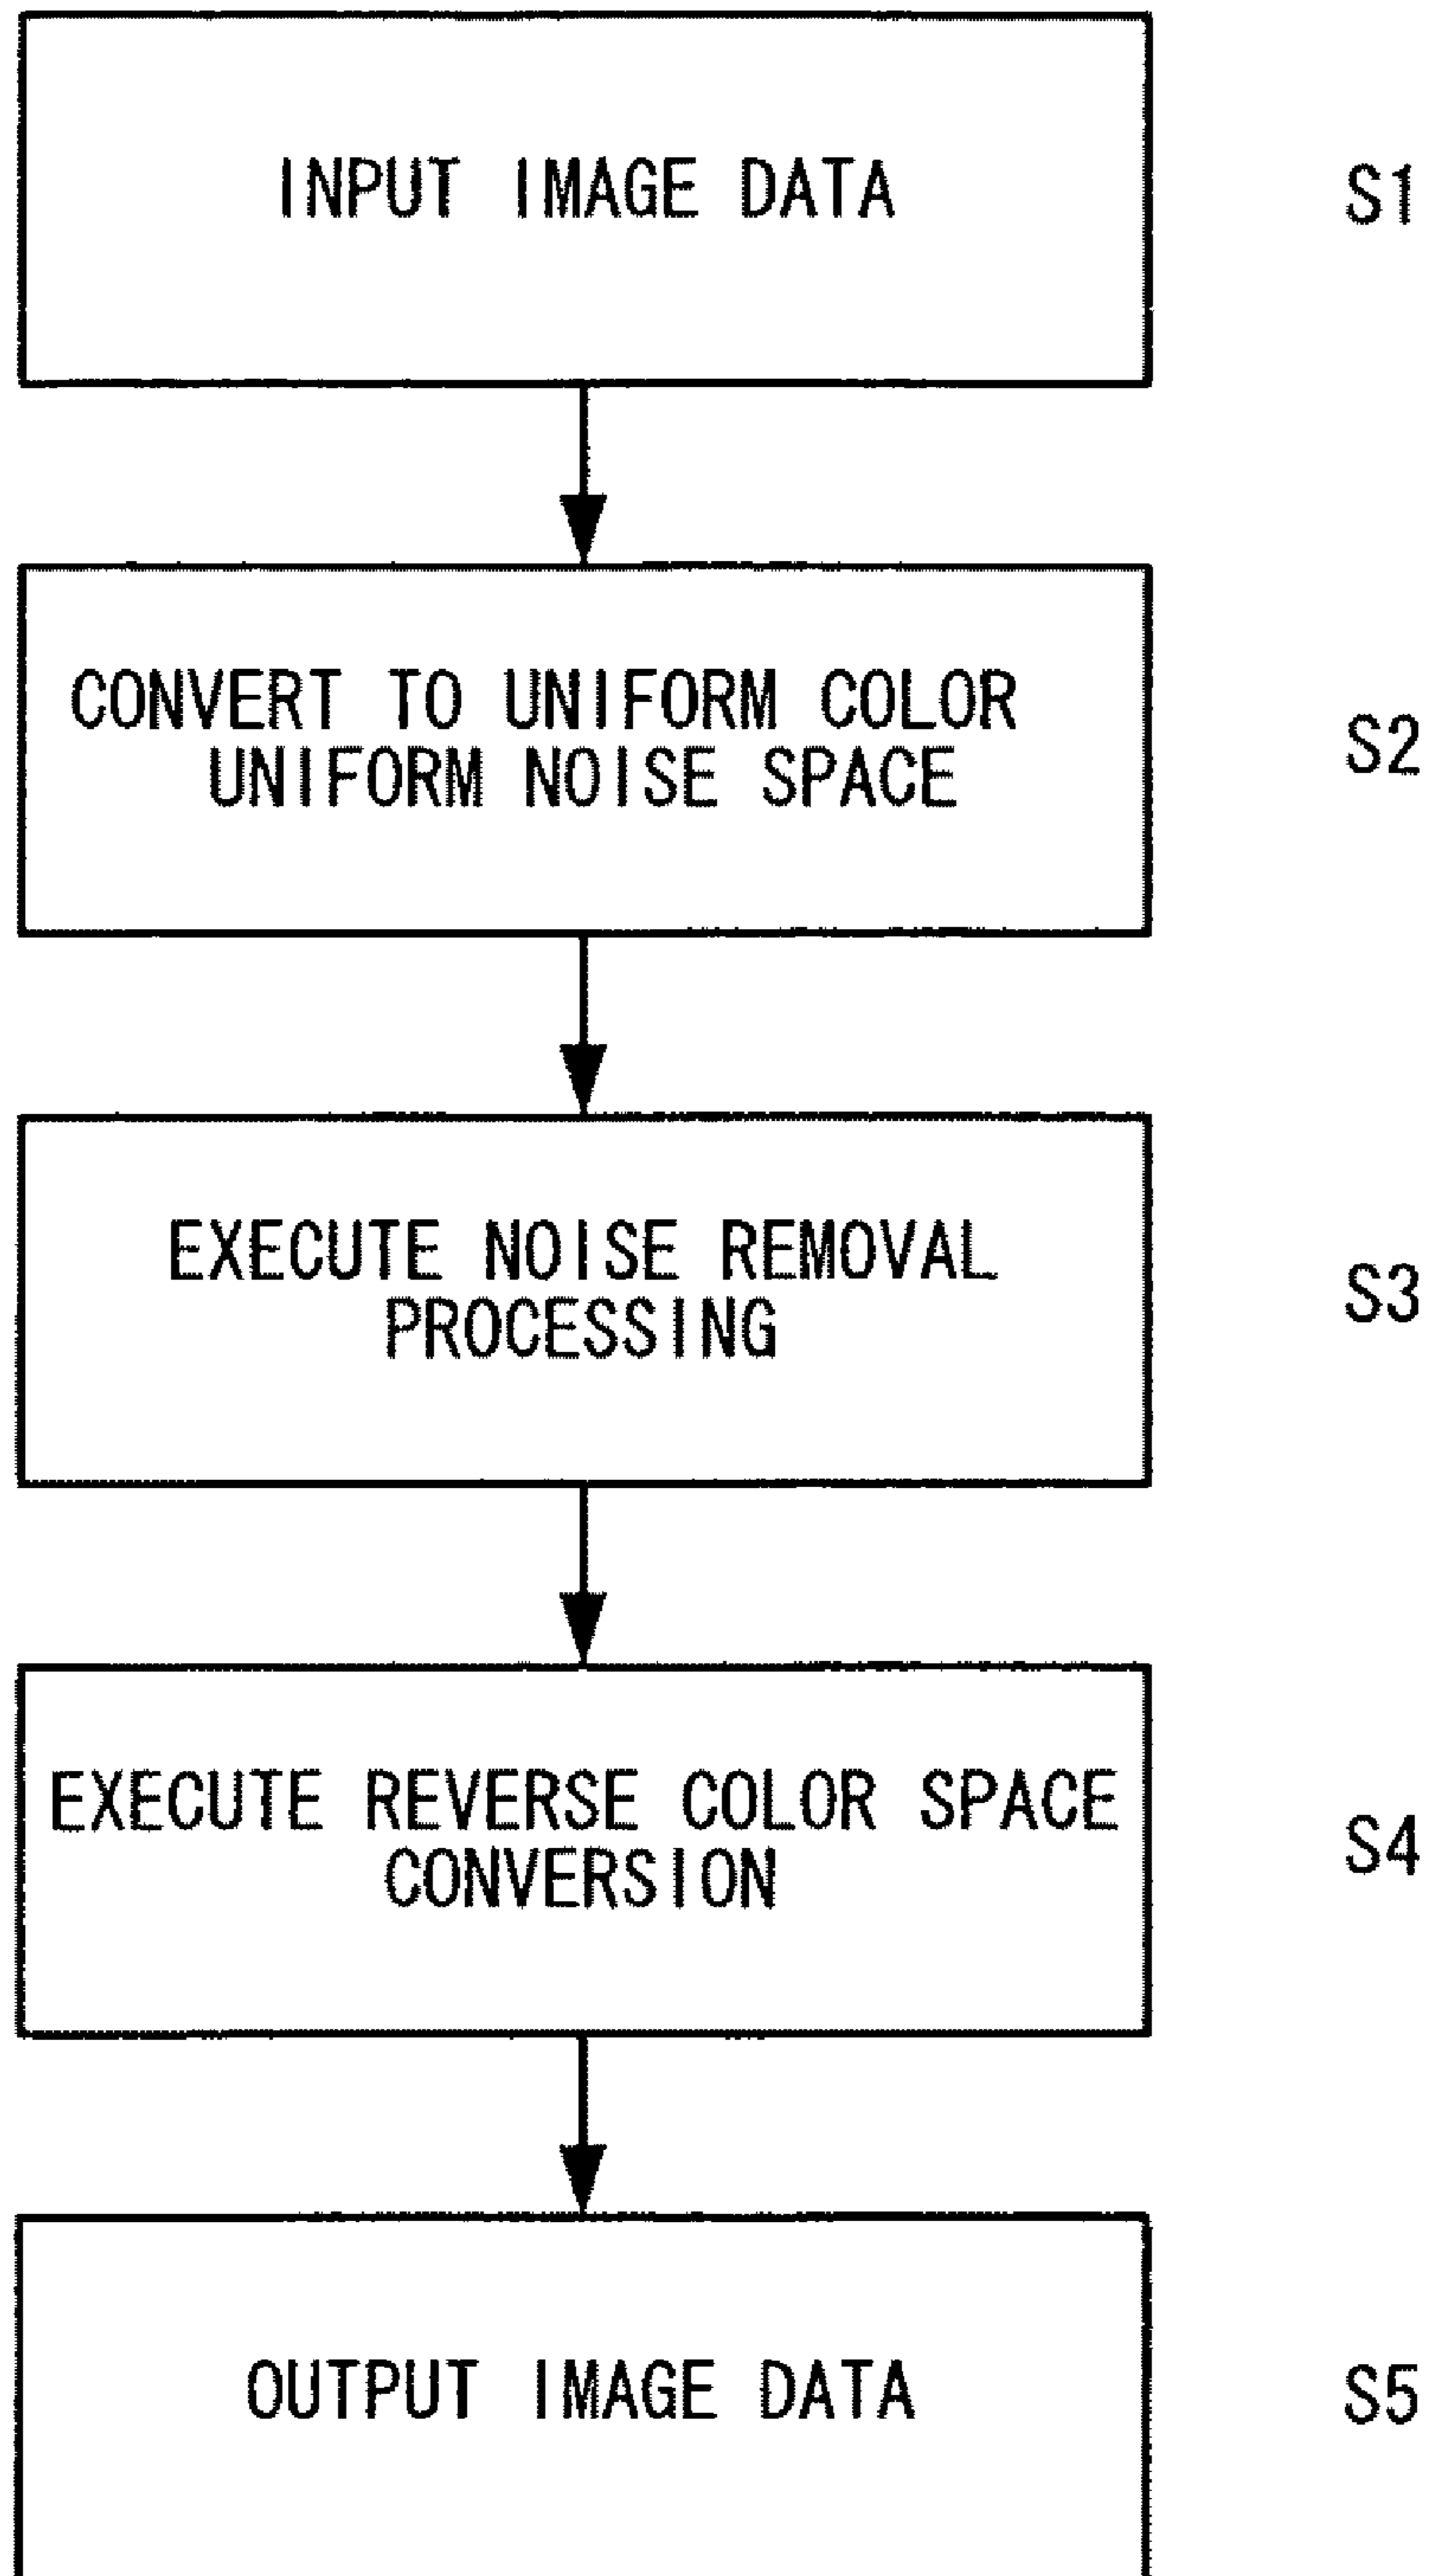 INPUT IMAGE DATA
S1
CONVERT TO UNIFORM COLOR
UNIFORM NOISE SPACE
S2
EXECUTE NOISE REMOVAL
PROCESSING
S3
EXECUTE REVERSE COLOR SPACE
CONVERSION
S4
OUTPUT IMAGE DATA
S5